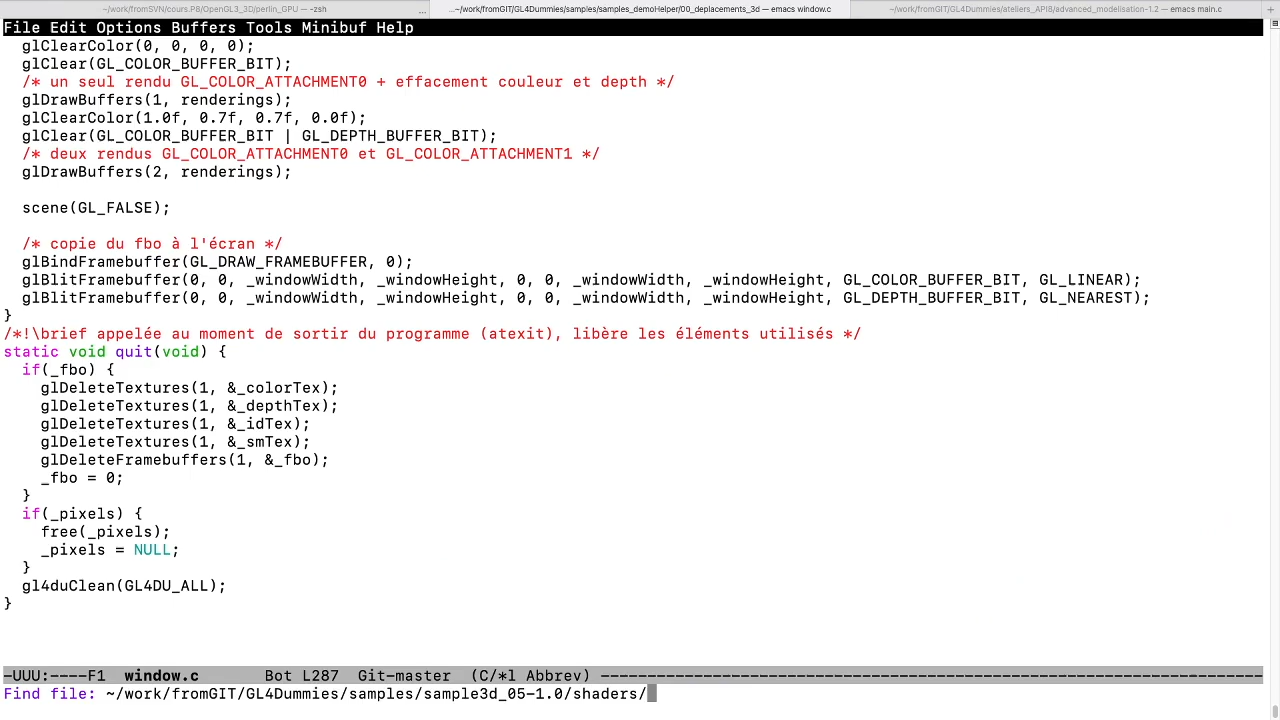 ~/work/fromSVN/cours.P8/OpenGL3_3D/perlin_GPU — -zsh ... ...~/work/fromGIT/GL4Dummies/samples/samples_demoHelper/00_deplacements_3d — emacs window.c ~/work/fromGIT/GL4Dummies/ateliers_API8/advanced_modelisation-1.2 — emacs main.c +
File Edit Options Buffers Tools Minibuf Help
  glClearColor(0, 0, 0, 0);
  glClear(GL_COLOR_BUFFER_BIT);
  /* un seul rendu GL_COLOR_ATTACHMENT0 + effacement couleur et depth */
  glDrawBuffers(1, renderings);
  glClearColor(1.0f, 0.7f, 0.7f, 0.0f);
  glClear(GL_COLOR_BUFFER_BIT | GL_DEPTH_BUFFER_BIT);
  /* deux rendus GL_COLOR_ATTACHMENT0 et GL_COLOR_ATTACHMENT1 */
  glDrawBuffers(2, renderings);
  scene(GL_FALSE);
  /* copie du fbo à l'écran */
  glBindFramebuffer(GL_DRAW_FRAMEBUFFER, 0);
  glBlitFramebuffer(0, 0, _windowWidth, _windowHeight, 0, 0, _windowWidth, _windowHeight, GL_COLOR_BUFFER_BIT, GL_LINEAR);
  glBlitFramebuffer(0, 0, _windowWidth, _windowHeight, 0, 0, _windowWidth, _windowHeight, GL_DEPTH_BUFFER_BIT, GL_NEAREST);
}
/*!\brief appelée au moment de sortir du programme (atexit), libère les éléments utilisés */
static void quit(void) {
  if(_fbo) {
    glDeleteTextures(1, &_colorTex);
    glDeleteTextures(1, &_depthTex);
    glDeleteTextures(1, &_idTex);
    glDeleteTextures(1, &_smTex);
    glDeleteFramebuffers(1, &_fbo);
    _fbo = 0;
  }
  if(_pixels) {
    free(_pixels);
    _pixels = NULL;
  }
  gl4duClean(GL4DU_ALL);
}
-UUU:----F1  window.c       Bot L287  Git-master  (C/*l Abbrev) ------------------------------------------------------------------------
Find file: ~/work/fromGIT/GL4Dummies/samples/sample3d_05-1.0/shaders/